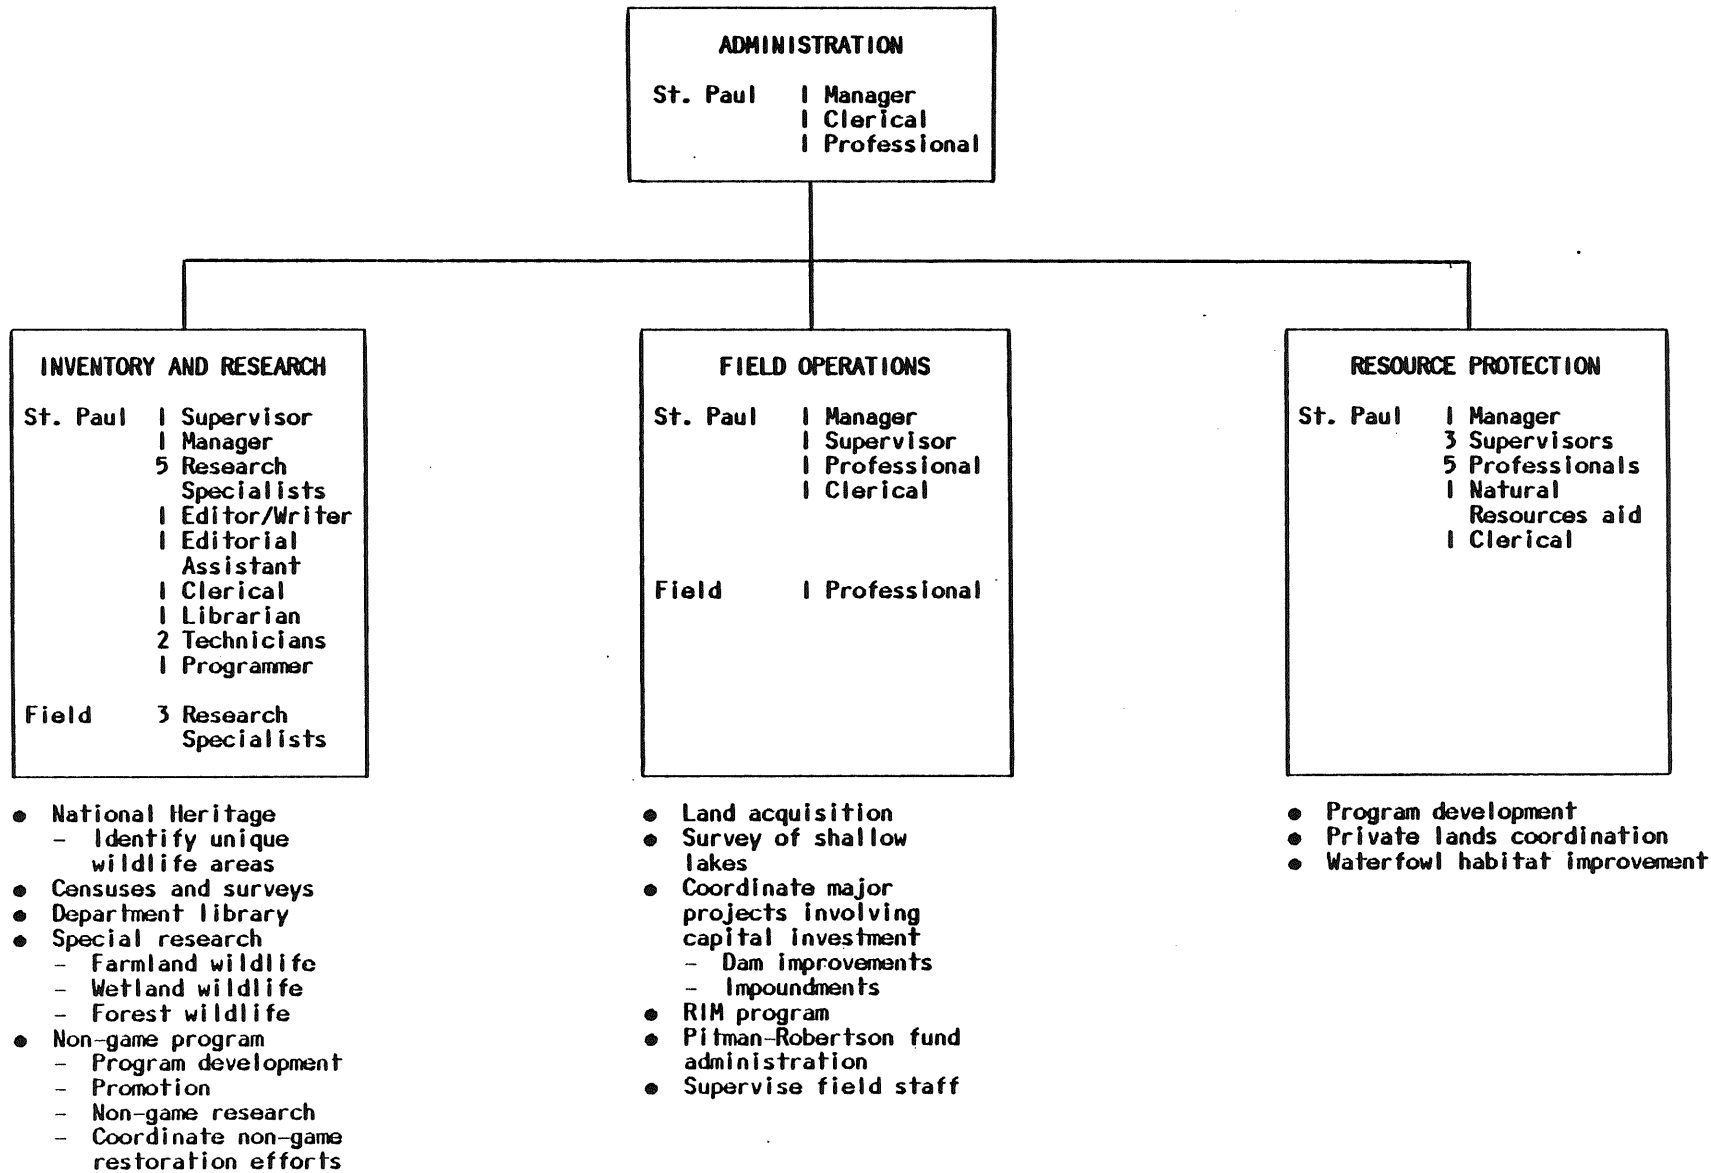 ADMINISTRATION
St. Paul 1 Manager
1 Clerical
1 Professional
INVENTORY AND RESEARCH
St. Paul 1 Supervisor
1 Manager
5 Research
Specialists
1 Editor/Writer
1 Editorial
Assistant
1 Clerical
1 Librarian
2 Technicians
1 Programmer
Field 3 Research
Specialists
● National Heritage
- Identify unique
wildlife areas
● Censuses and surveys
● Department library
● Special research
- Farmland wildlife
- Wetland wildlife
- Forest wildlife
● Non-game program
- Program development
- Promotion
- Non-game research
- Coordinate non-game
restoration efforts
FIELD OPERATIONS
St. Paul 1 Manager
1 Supervisor
1 Professional
1 Clerical
Field 1 Professional
● Land acquisition
● Survey of shallow
lakes
● Coordinate major
projects involving
capital investment
- Dam improvements
- Impoundments
● RIM program
● Pitman-Robertson fund
administration
● Supervise field staff
RESOURCE PROTECTION
St. Paul 1 Manager
3 Supervisors
5 Professionals
1 Natural
Resources aid
1 Clerical
● Program development
● Private lands coordination
● Waterfowl habitat improvement